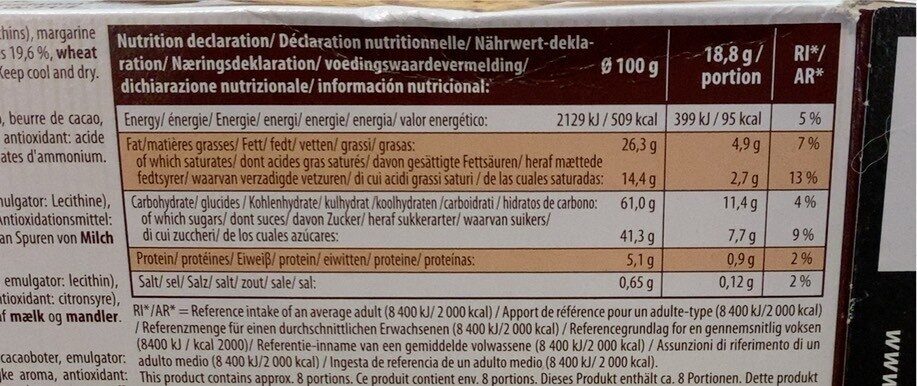 hins), margarine
s 19,6 %, wheat
Keep cool and dry.
, beurre de cacao,
antioxidant: acide
ates d'ammonium.
nulgator: Lecithine),
Antioxidationsmittel:
an Spuren von Milch
emulgator: lecithin),
tioxidant: citronsyre),
af mælk og mandler.
cacaoboter, emulgator:
ke aroma, antioxidant:
Nutrition declaration/ Déclaration nutritionnelle/ Nährwert-dekla-
ration/ Næringsdeklaration/ voedingswaardevermelding/
dichiarazione nutrizionale/ información nutricional:
Ø 100 g
18,8 g/
portion
RI*/
AR*
Energy/ énergie/ Energie/ energi/ energie/ energia/ valor energético: 2129 kJ / 509 kcal 399 kJ / 95 kcal 5 %
Fat/matières grasses/ Fett/ fedt/ vetten/ grassi/ grasas: 26,3 g 4,9 g 7 %
of which saturates/ dont acides gras saturés/ davon gesättigte Fettsäuren/ heraf mættede
fedtsyrer/ waarvan verzadigde vetzuren/ di cui acidi grassi saturi / de las cuales saturadas: 14,4 g 2,7 g 13 %
Carbohydrate/ glucides / Kohlenhydrate/ kulhydrat /koolhydraten /carboidrati / hidratos de carbono: 61,0 g 11,4 g 4 %
of which sugars/ dont suces/ davon Zucker/ heraf sukkerarter/ waarvan suikers/
di cui zuccheri/ de los cuales azúcares: 41,3 g 7,7 g 9 %
Protein/ protéines/ Eiweiß/ protein/ eiwitten/ proteine/ proteínas: 5,1 g 0,9 g 2 %
Salt/ sel/ Salz/ salt/ zout/ sale/ sal: 0,65 g 0,12 g 2 %
RI*/AR* = Reference intake of an average adult (8 400 kJ/ 2 000 kcal) / Apport de référence pour un adulte-type (8 400 kJ/2 000 kcal)
/ Referenzmenge für einen durchschnittlichen Erwachsenen (8 400 kJ/2 000 kcal) / Referencegrundlag for en gennemsnitlig voksen
(8400 kJ / kcal 2000)/ Referentie-inname van een gemiddelde volwassene (8 400 kJ/ 2 000 kcal) / Assunzioni di riferimento di un
adulto medio (8 400 kJ/2 000 kcal) / Ingesta de referencia de un adulto medio (8 400 kJ/ 2 000 kcal).
This product contains approx. 8 portions. Ce produit contient env. 8 portions. Dieses Produkt enthält ca. 8 Portionen. Dette produkt
ww